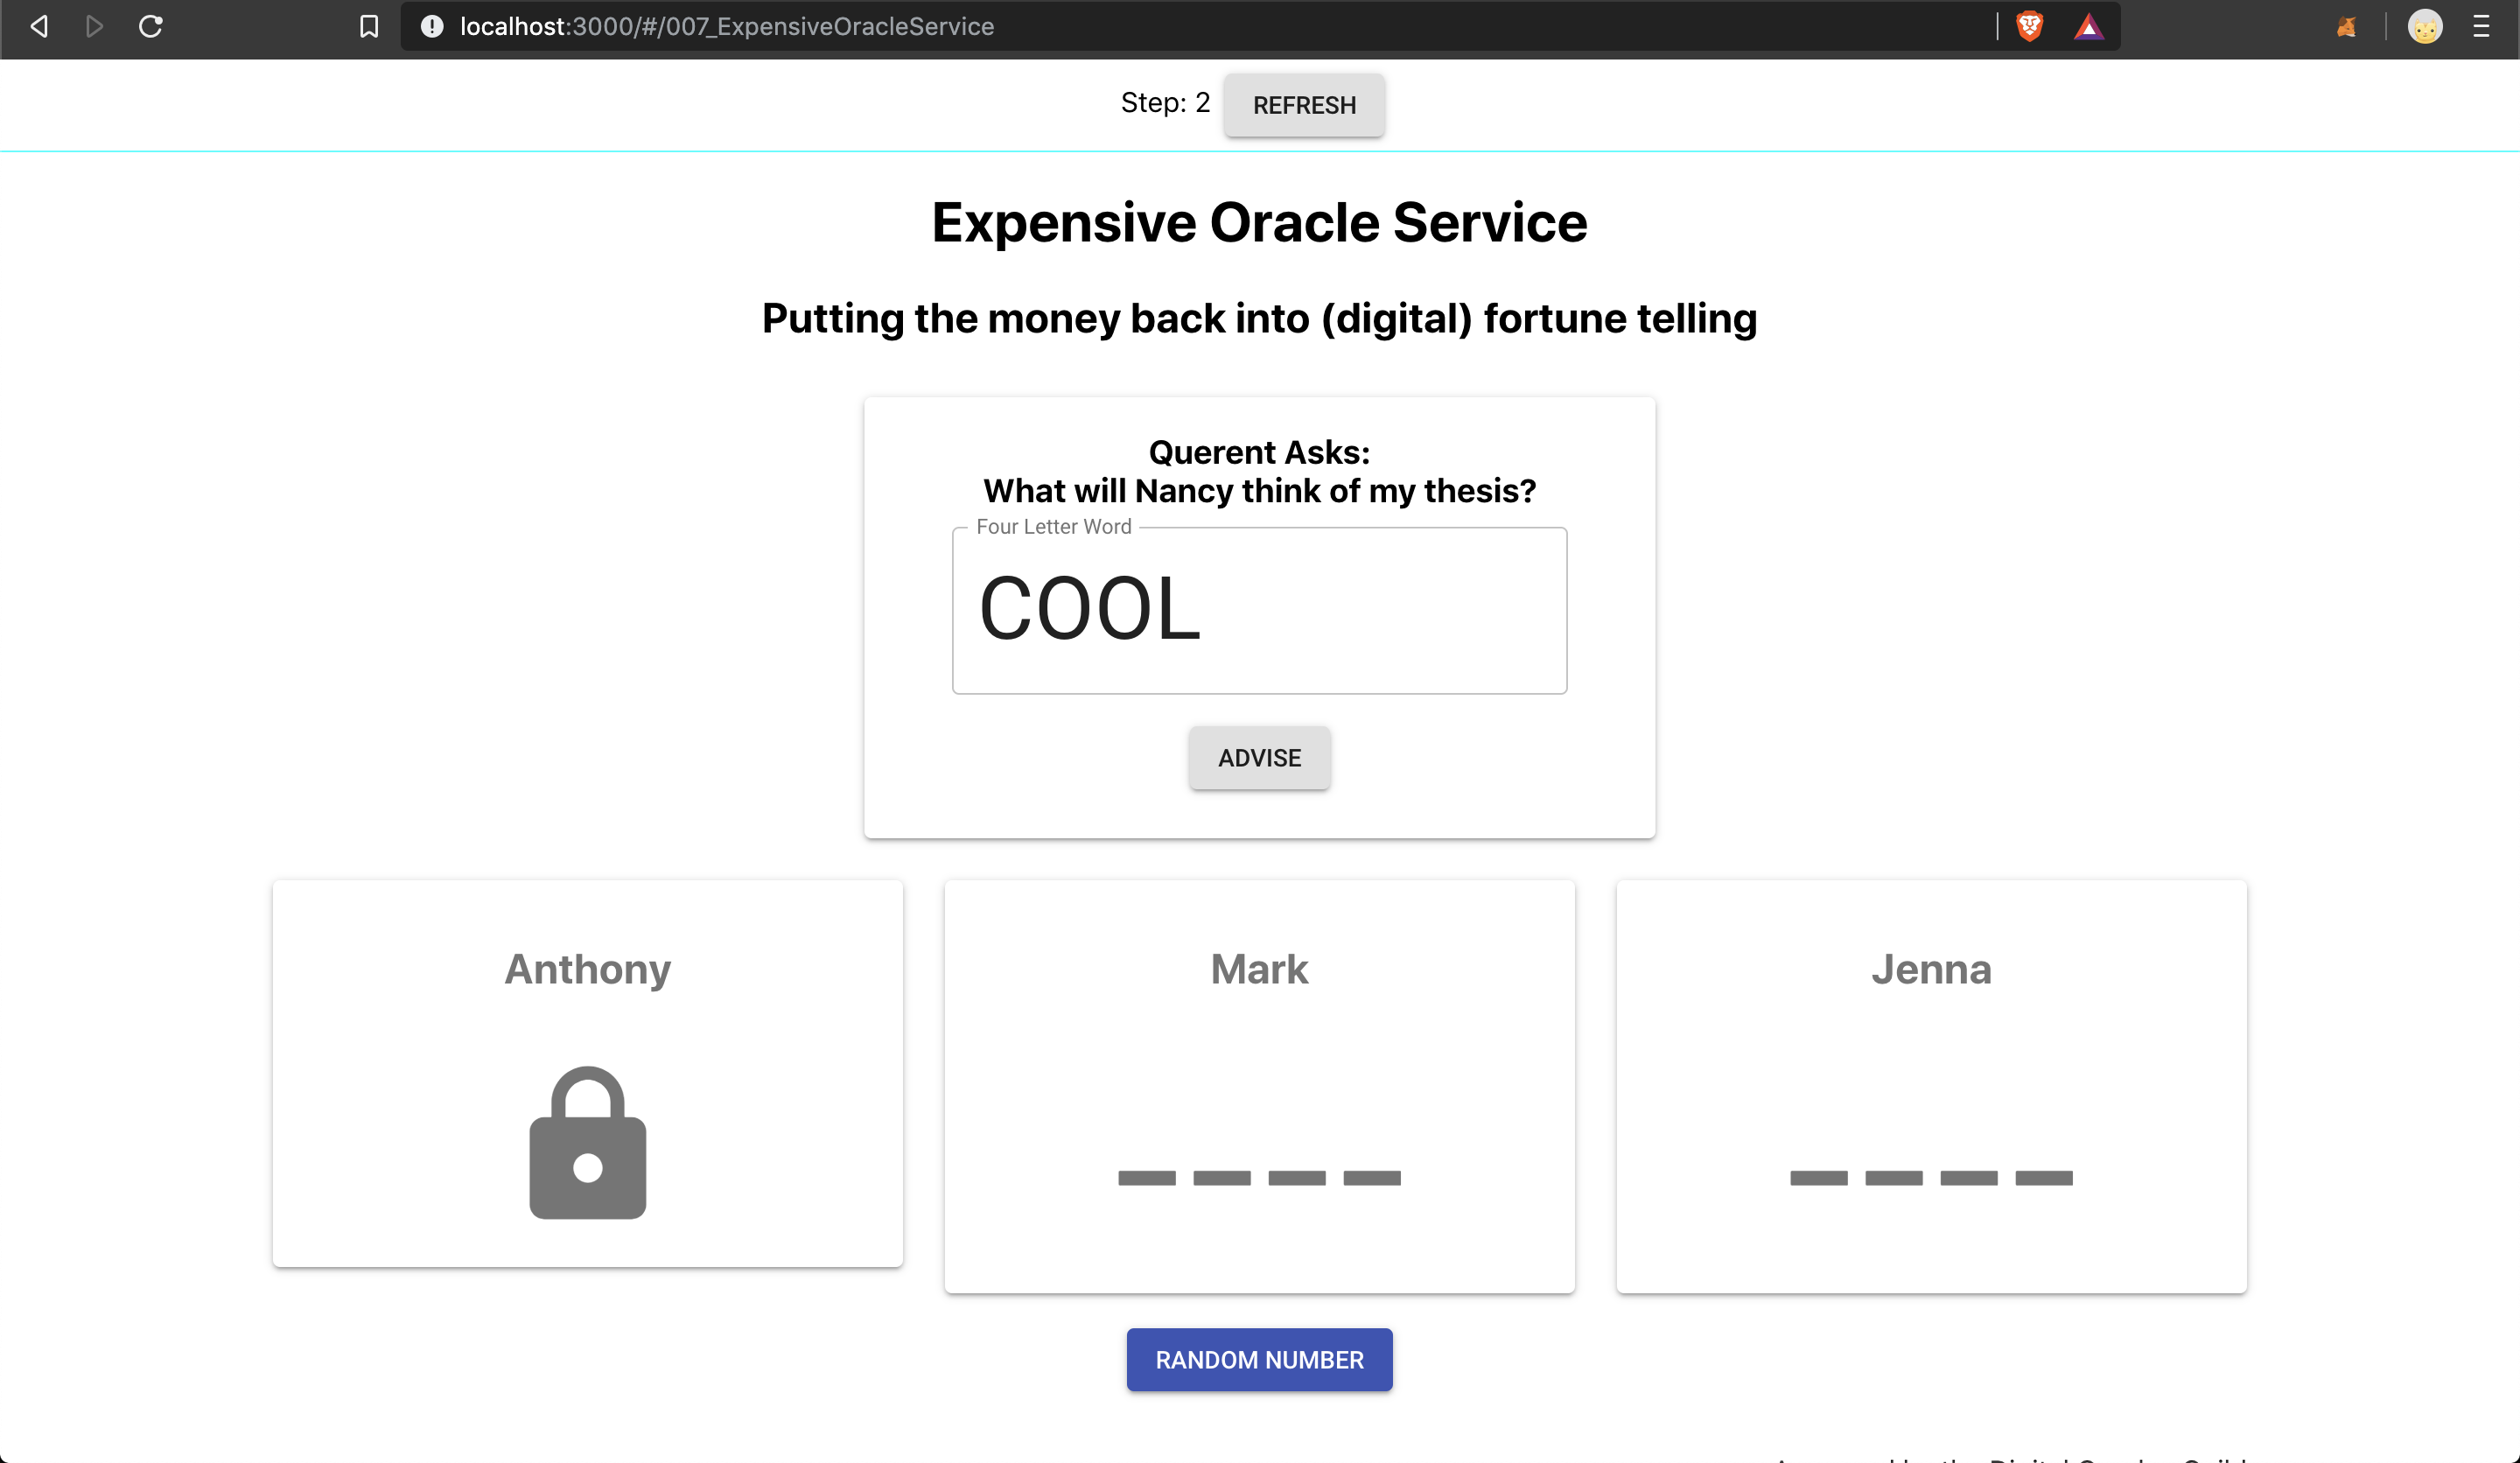 localhost:3000/#/007_ExpensiveOracleService
Step: 2 REFRESH
Expensive Oracle Service
Putting the money back into (digital) fortune telling
Querent Asks:
What will Nancy think of my thesis?
Four Letter Word
COOL
ADVISE
Anthony
Mark
Jenna
RANDOM NUMBER